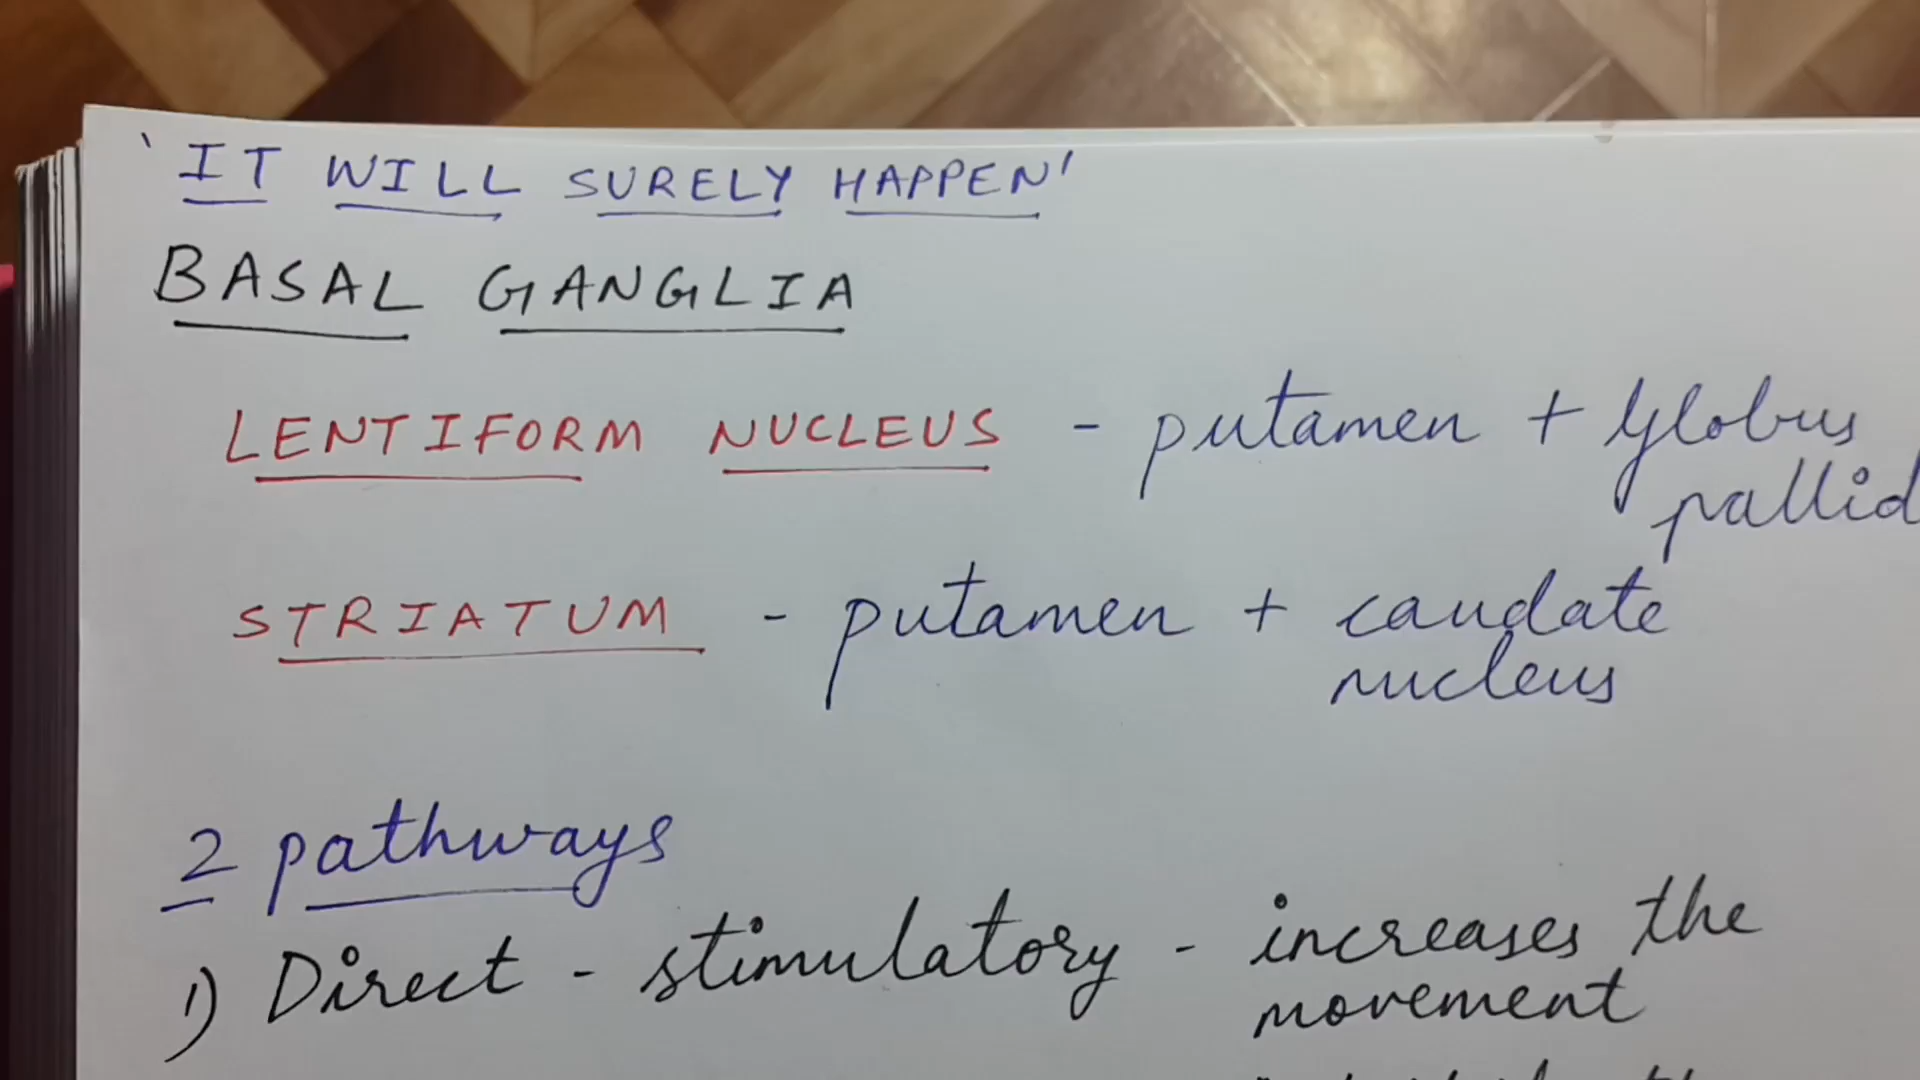 'IT WILL SURELY HAPPEN'
BASAL GANGLIA
LENTIFORM NUCLEUS - putamen + Globus
pallid
STRIATUM - putamen + caudate
nucleus
2 pathways
1) Direct - stimulatory - increases the
movement